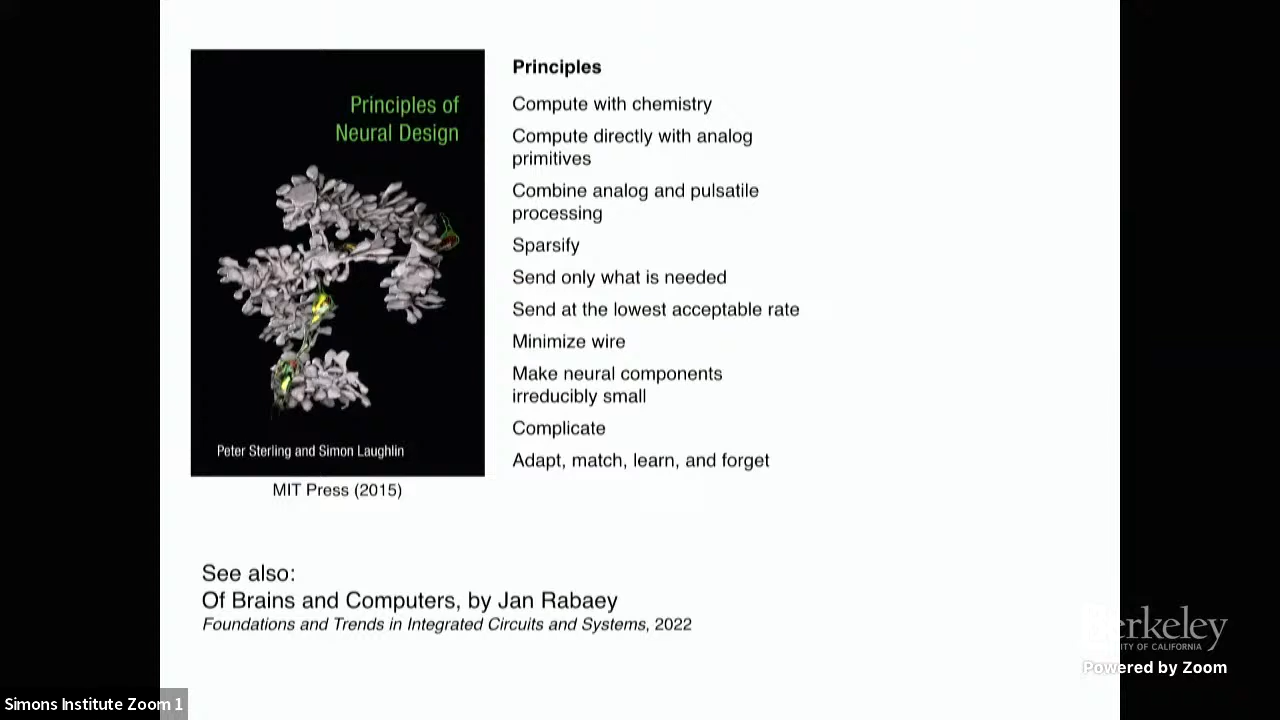 Principles of
Neural Design
Peter Sterling and Simon Laughlin
MIT Press (2015)
Principles
Compute with chemistry
Compute directly with analog
primitives
Combine analog and pulsatile
processing
Sparsify
Send only what is needed
Send at the lowest acceptable rate
Minimize wire
Make neural components
irreducibly small
Complicate
Adapt, match, learn, and forget
See also:
Of Brains and Computers, by Jan Rabaey
Foundations and Trends in Integrated Circuits and Systems, 2022
Berkeley
ITY OF CALIFORNIA
Powered by Zoom
Simons Institute Zoom 1